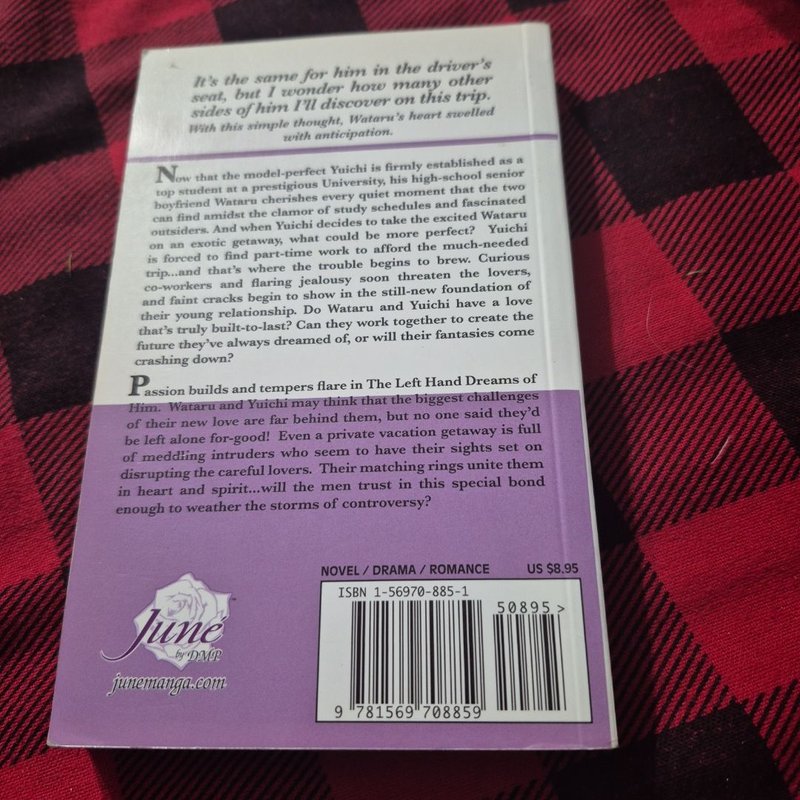 It's the same for him in the driver's
seat, but I wonder how many other
sides of him I'll discover on this trip.
With this simple thought, Wataru's heart swelled
with anticipation.
Now that the model-perfect Yuichi is firmly established as a
top student at a prestigious University, his high-school senior
boyfriend Wataru cherishes every quiet moment that the two
can find amidst the clamor of study schedules and fascinated
outsiders. And when Yuichi decides to take the excited Wataru
on an exotic getaway, what could be more perfect? Yuichi
is forced to find part-time work to afford the much-needed
trip...and that's where the trouble begins to brew. Curious
co-workers and flaring jealousy soon threaten the lovers,
and faint cracks begin to show in the still-new foundation of
their young relationship. Do Wataru and Yuichi have a love
that's truly built-to-last? Can they work together to create the
future they've always dreamed of, or will their fantasies come
crashing down?
Passion builds and tempers flare in The Left Hand Dreams of
Him. Wataru and Yuichi may think that the biggest challenges
of their new love are far behind them, but no one said they'd
be left alone for-good! Even a private vacation getaway is full
of meddling intruders who seem to have their sights set on
disrupting the careful lovers. Their matching rings unite them
in heart and spirit...will the men trust in this special bond
enough to weather the storms of controversy?
NOVEL / DRAMA / ROMANCE US $8.95
ISBN 1-56970-885-1
50895 >
9 781569 708859
Juné™
by DMP
junemanga.com